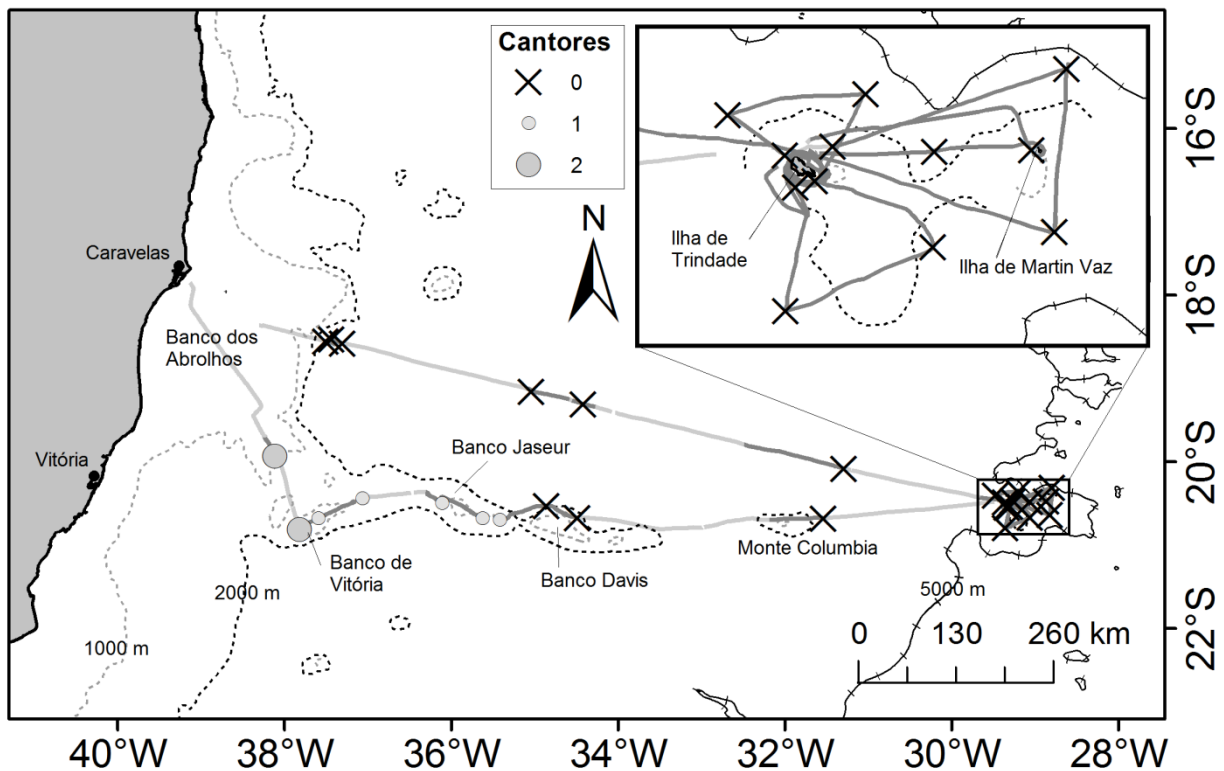 Cantores
0
1
2
N
Ilha de
Trindade
Ilha de Martin Vaz
Caravelas
Banco dos
Abrolhos
Vitória
Banco Jaseur
Banco de
Vitória
Banco Davis
Monte Columbia
2000 m
1000 m
5000 m
0 130 260 km
16°S
18°S
20°S
22°S
40°W 38°W 36°W 34°W 32°W 30°W 28°W